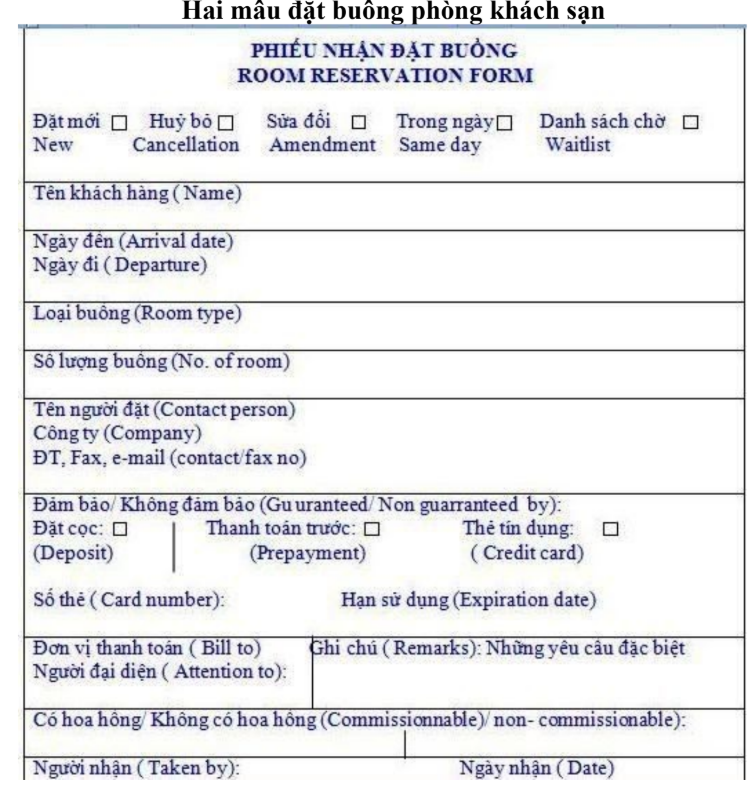 Hai mẫu đặt buồng phòng khách sạn
PHIẾU NHẬN ĐẶT BUỒNG
ROOM RESERVATION FORM
Đặt mới □ Huỷ bỏ □ Sửa đổi □ Trong ngày □ Danh sách chờ □
New Cancellation Amendment Same day Waitlist
Tên khách hàng ( Name)
Ngày đến (Arrival date)
Ngày đi ( Departure)
Loại buồng (Room type)
Số lượng buồng (No. of room)
Tên người đặt (Contact person)
Công ty (Company)
ĐT, Fax, e-mail (contact/fax no)
Đảm bảo/ Không đảm bảo (Gu uranteed/ Non guarranteed by):
Đặt cọc: □ Thanh toán trước: □ Thẻ tín dụng: □
(Deposit) (Prepayment) ( Credit card)
Số thẻ ( Card number): Hạn sử dụng (Expiration date)
Đơn vị thanh toán ( Bill to) Ghi chú ( Remarks): Những yêu cầu đặc biệt
Người đại diện ( Attention to):
Có hoa hồng/ Không có hoa hồng (Commissionnable)/ non- commissionable):
Người nhận ( Taken by): Ngày nhận ( Date)